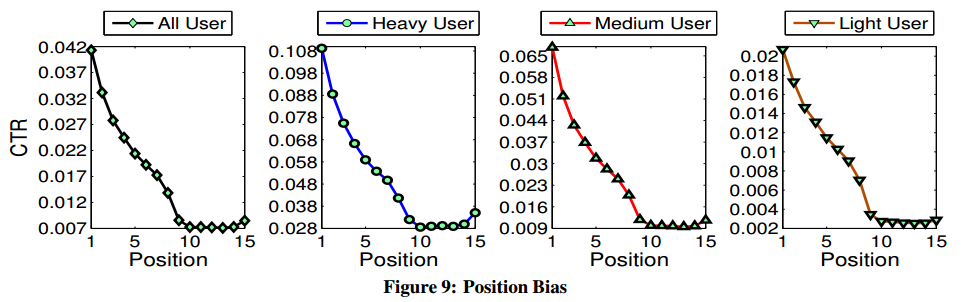 All User
Heavy User
Medium User
Light User
CTR
0.042
0.037
0.032
0.027
0.022
0.017
0.012
0.007
1 5 10 15
Position
0.108
0.098
0.088
0.078
0.068
0.058
0.048
0.038
0.028
1 5 10 15
Position
0.065
0.058
0.051
0.044
0.037
0.03
0.023
0.016
0.009
1 5 10 15
Position
0.02
0.018
0.016
0.014
0.012
0.01
0.008
0.006
0.004
0.002
1 5 10 15
Position
Figure 9: Position Bias